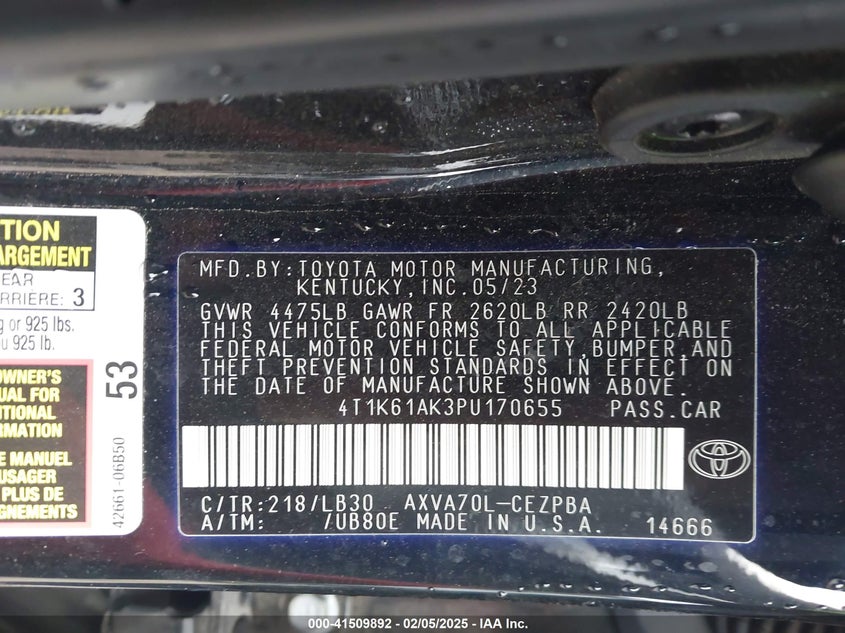 TION
ARGEMENT
EAR
RRIÈRE: 3
g or 925 lbs.
u 925 lb.
OWNER'S
NUAL FOR
ITIONAL
RMATION
E MANUEL
USAGER
PLUS DE
GNEMENTS
53
42661-06B50
MFD.BY:TOYOTA MOTOR MANUFACTURING,
KENTUCKY,INC.05/23
GVWR 4475LB GAWR FR 2620LB RR 2420LB
THIS VEHICLE CONFORMS TO ALL APPLICABLE
FEDERAL MOTOR VEHICLE SAFETY,BUMPER,AND
THEFT PREVENTION STANDARDS IN EFFECT ON
THE DATE OF MANUFACTURE SHOWN ABOVE.
4T1K61AK3PU170655 PASS.CAR
C/TR:218/LB30 AXVA70L-CEZPBA
A/TM: /UB80E MADE IN U.S.A. 14666
000-41509892 - 02/05/2025 - IAA Inc.